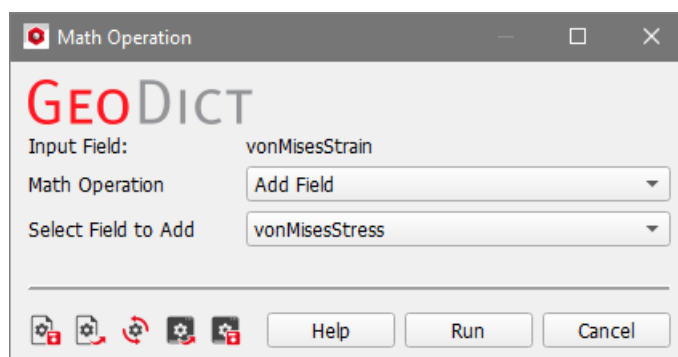 Math Operation
GEODICT
Input Field: vonMisesStrain
Math Operation Add Field
Select Field to Add vonMisesStress
Help Run Cancel